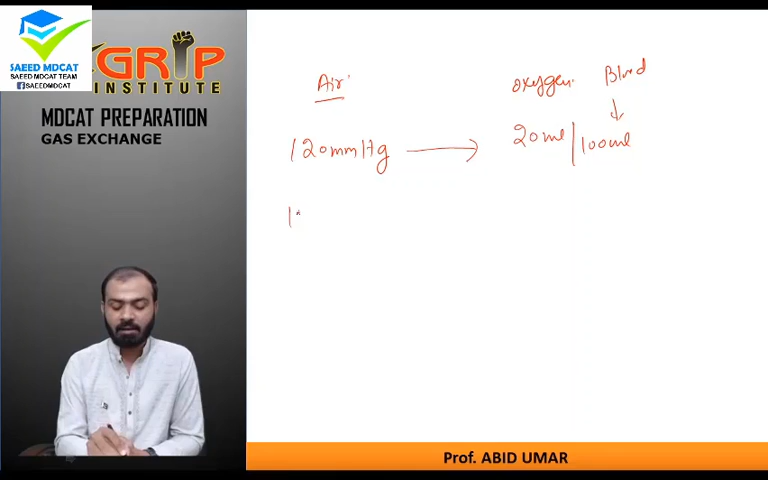 SAEED MDCAT
SAEED MDCAT TEAM
SAEEDMDCAT
GRIP
INSTITUTE
MDCAT PREPARATION
GAS EXCHANGE
Air
oxygen Blood
120mmHg → 20ml | 100ml
1
Prof. ABID UMAR